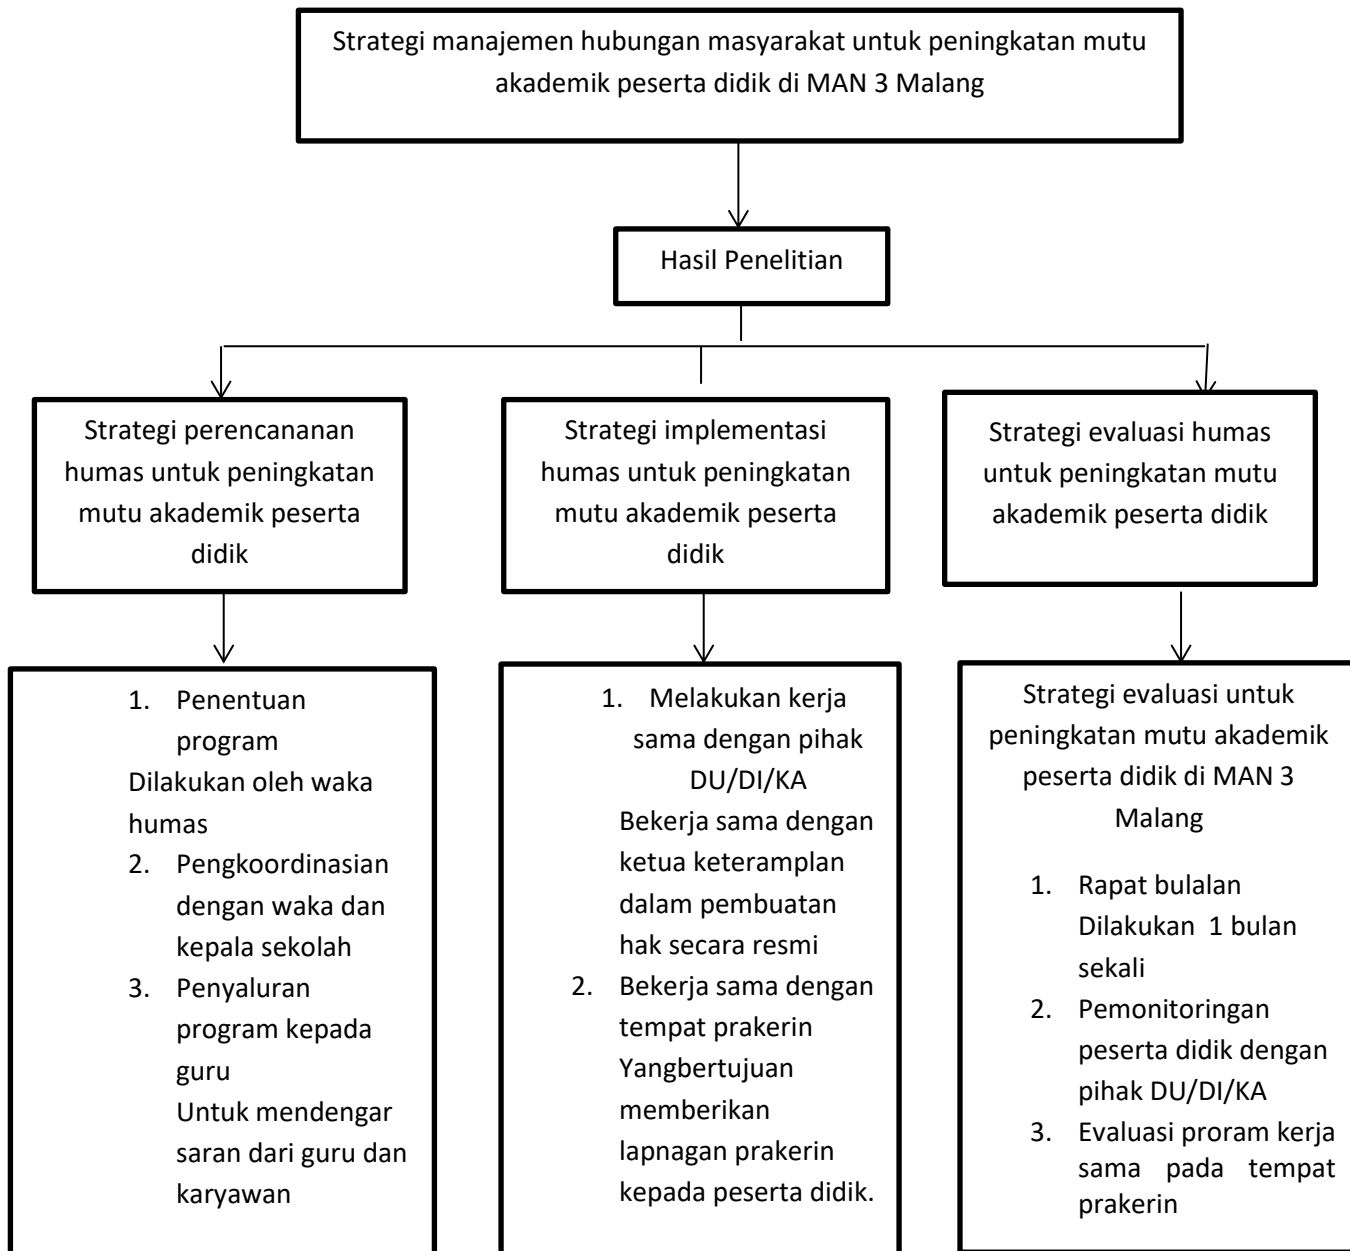 Strategi manajemen hubungan masyarakat untuk peningkatan mutu
akademik peserta didik di MAN 3 Malang
Hasil Penelitian
Strategi perencananan
humas untuk peningkatan
mutu akademik peserta
didik
Strategi implementasi
humas untuk peningkatan
mutu akademik peserta
didik
Strategi evaluasi humas
untuk peningkatan mutu
akademik peserta didik
1. Penentuan
program
Dilakukan oleh waka
humas
2. Pengkoordinasian
dengan waka dan
kepala sekolah
3. Penyaluran
program kepada
guru
Untuk mendengar
saran dari guru dan
karyawan
1. Melakukan kerja
sama dengan pihak
DU/DI/KA
Bekerja sama dengan
ketua keteramplan
dalam pembuatan
hak secara resmi
2. Bekerja sama dengan
tempat prakerin
Yangbertujuan
memberikan
lapnagan prakerin
kepada peserta didik.
Strategi evaluasi untuk
peningkatan mutu akademik
peserta didik di MAN 3
Malang
1. Rapat bulalan
Dilakukan 1 bulan
sekali
2. Pemonitoringan
peserta didik dengan
pihak DU/DI/KA
3. Evaluasi proram kerja
sama pada tempat
prakerin